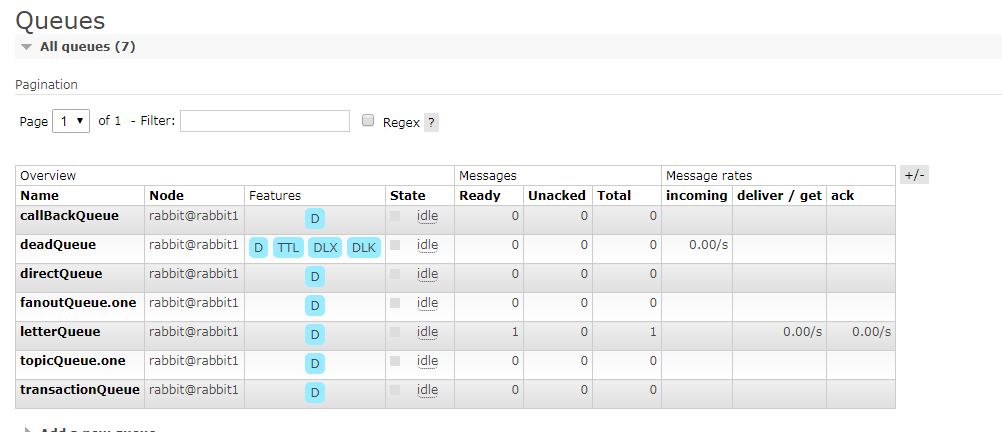 Queues
All queues (7)
Pagination
Page 1 of 1 - Filter: Regex ?
Overview Messages Message rates +/-
Name Node Features State Ready Unacked Total incoming deliver / get ack
callBackQueue rabbit@rabbit1 D idle 0 0 0
deadQueue rabbit@rabbit1 D TTL DLX DLK idle 0 0 0 0.00/s
directQueue rabbit@rabbit1 D idle 0 0 0
fanoutQueue.one rabbit@rabbit1 D idle 0 0 0
letterQueue rabbit@rabbit1 D idle 1 0 1 0.00/s 0.00/s
topicQueue.one rabbit@rabbit1 D idle 0 0 0
transactionQueue rabbit@rabbit1 D idle 0 0 0
Add a new queue